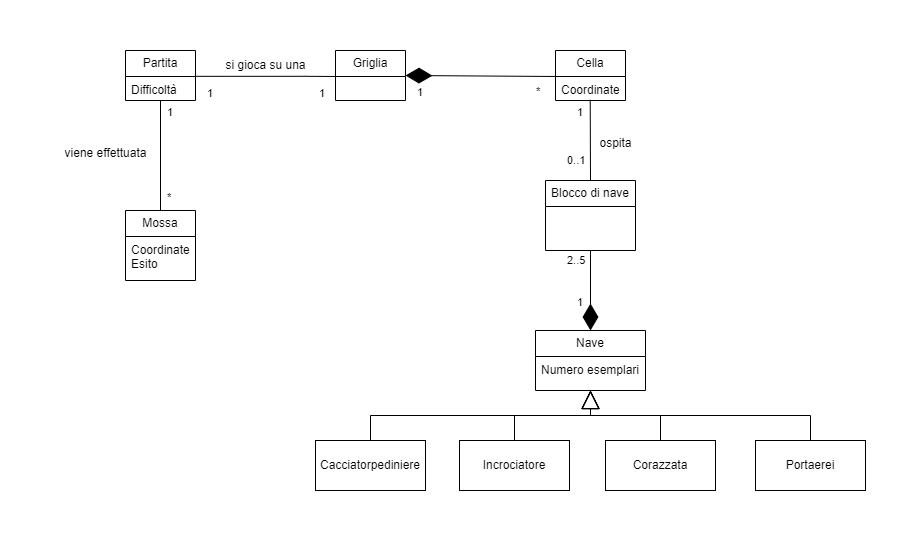 Partita
Difficoltà
si gioca su una
1
1
Griglia
1
*
Cella
Coordinate
1
viene effettuata
*
Mossa
Coordinate
Esito
1
ospita
0..1
Blocco di nave
2..5
1
Nave
Numero esemplari
Cacciatorpediniere
Incrociatore
Corazzata
Portaerei